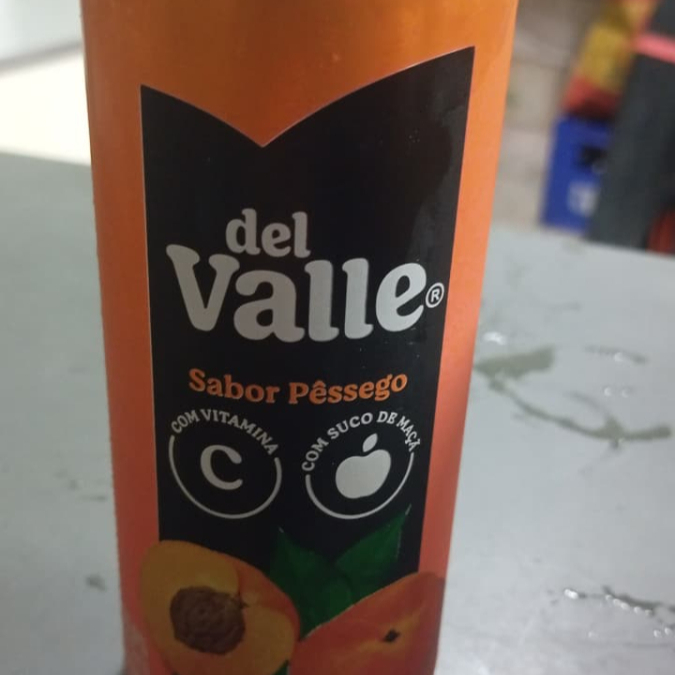 del
Valle®
Sabor Pêssego
COM VITAMINA
C
COM SUCO DE MAÇÃ